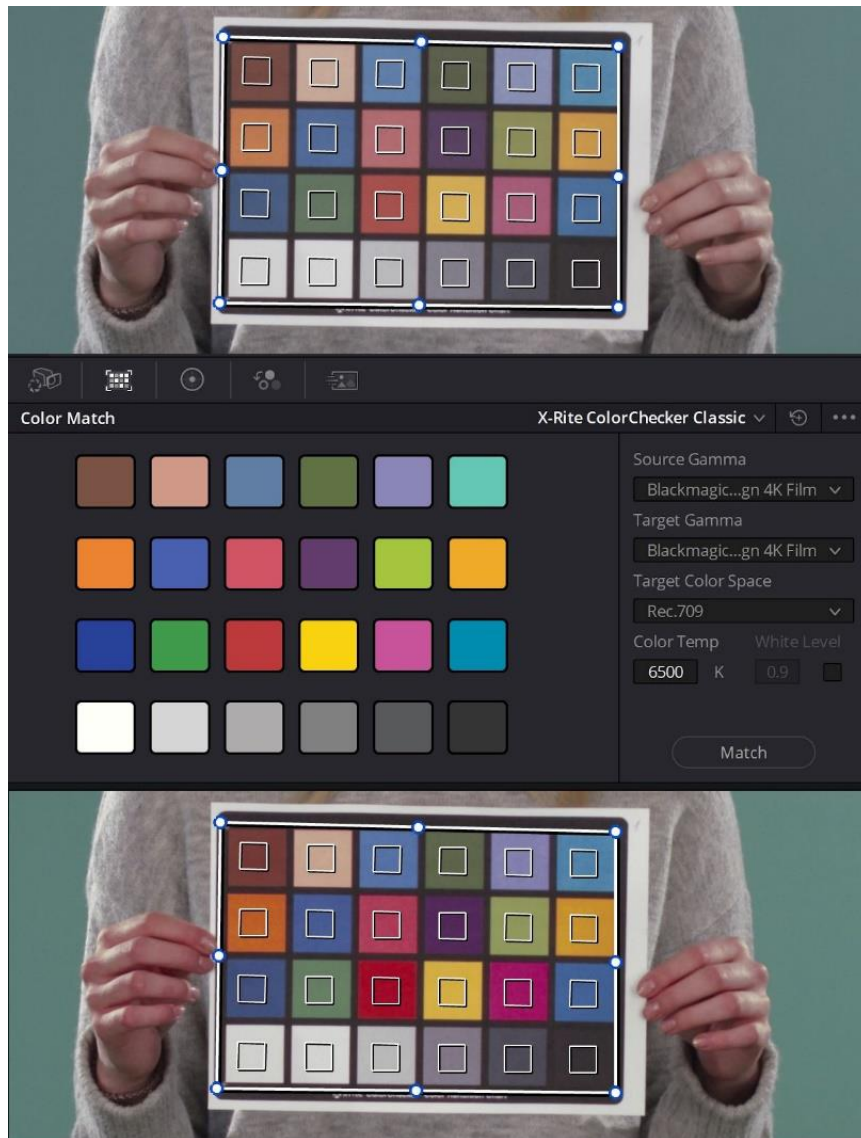 Color Match
X-Rite ColorChecker Classic
Source Gamma
Blackmagic...gn 4K Film
Target Gamma
Blackmagic...gn 4K Film
Target Color Space
Rec.709
Color Temp White Level
6500 K 0.9
Match